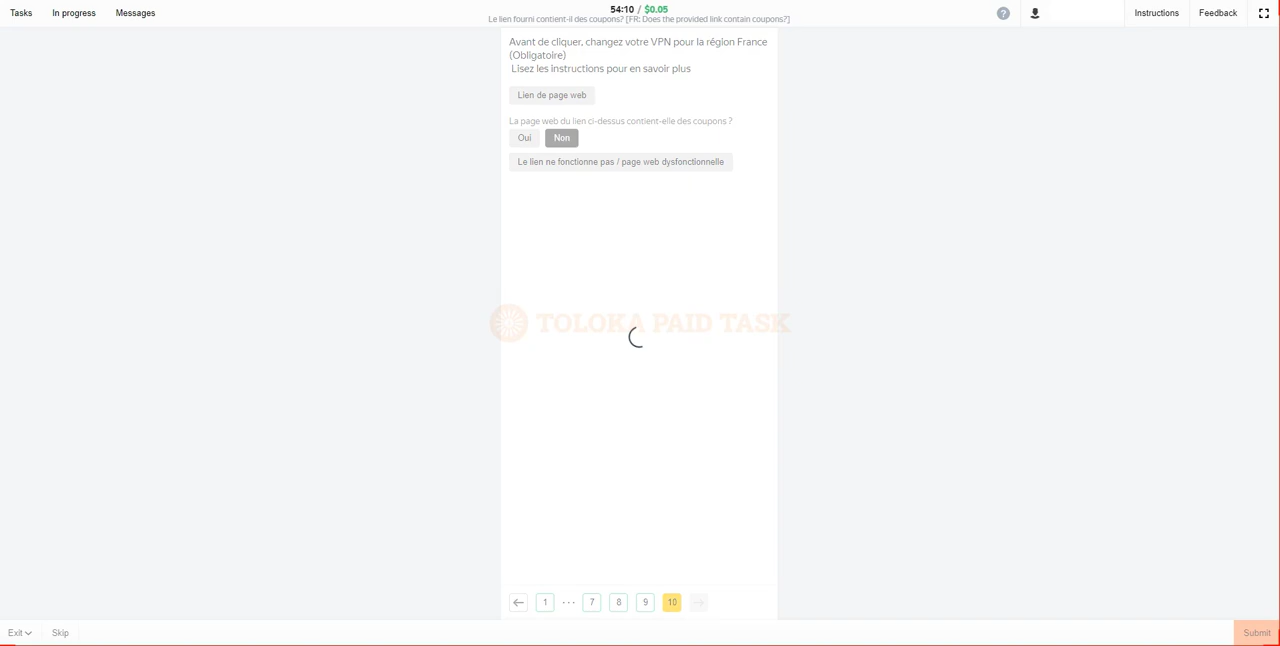 Tasks In progress Messages
54:10 / $0.05
Le lien fourni contient-il des coupons? [FR: Does the provided link contain coupons?]
? Instructions Feedback
Avant de cliquer, changez votre VPN pour la région France
(Obligatoire)
Lisez les instructions pour en savoir plus
Lien de page web
La page web du lien ci-dessus contient-elle des coupons ?
Oui Non
Le lien ne fonctionne pas / page web dysfonctionnelle
TOLOKA PAID TASK
1 ... 7 8 9 10
Exit Skip Submit